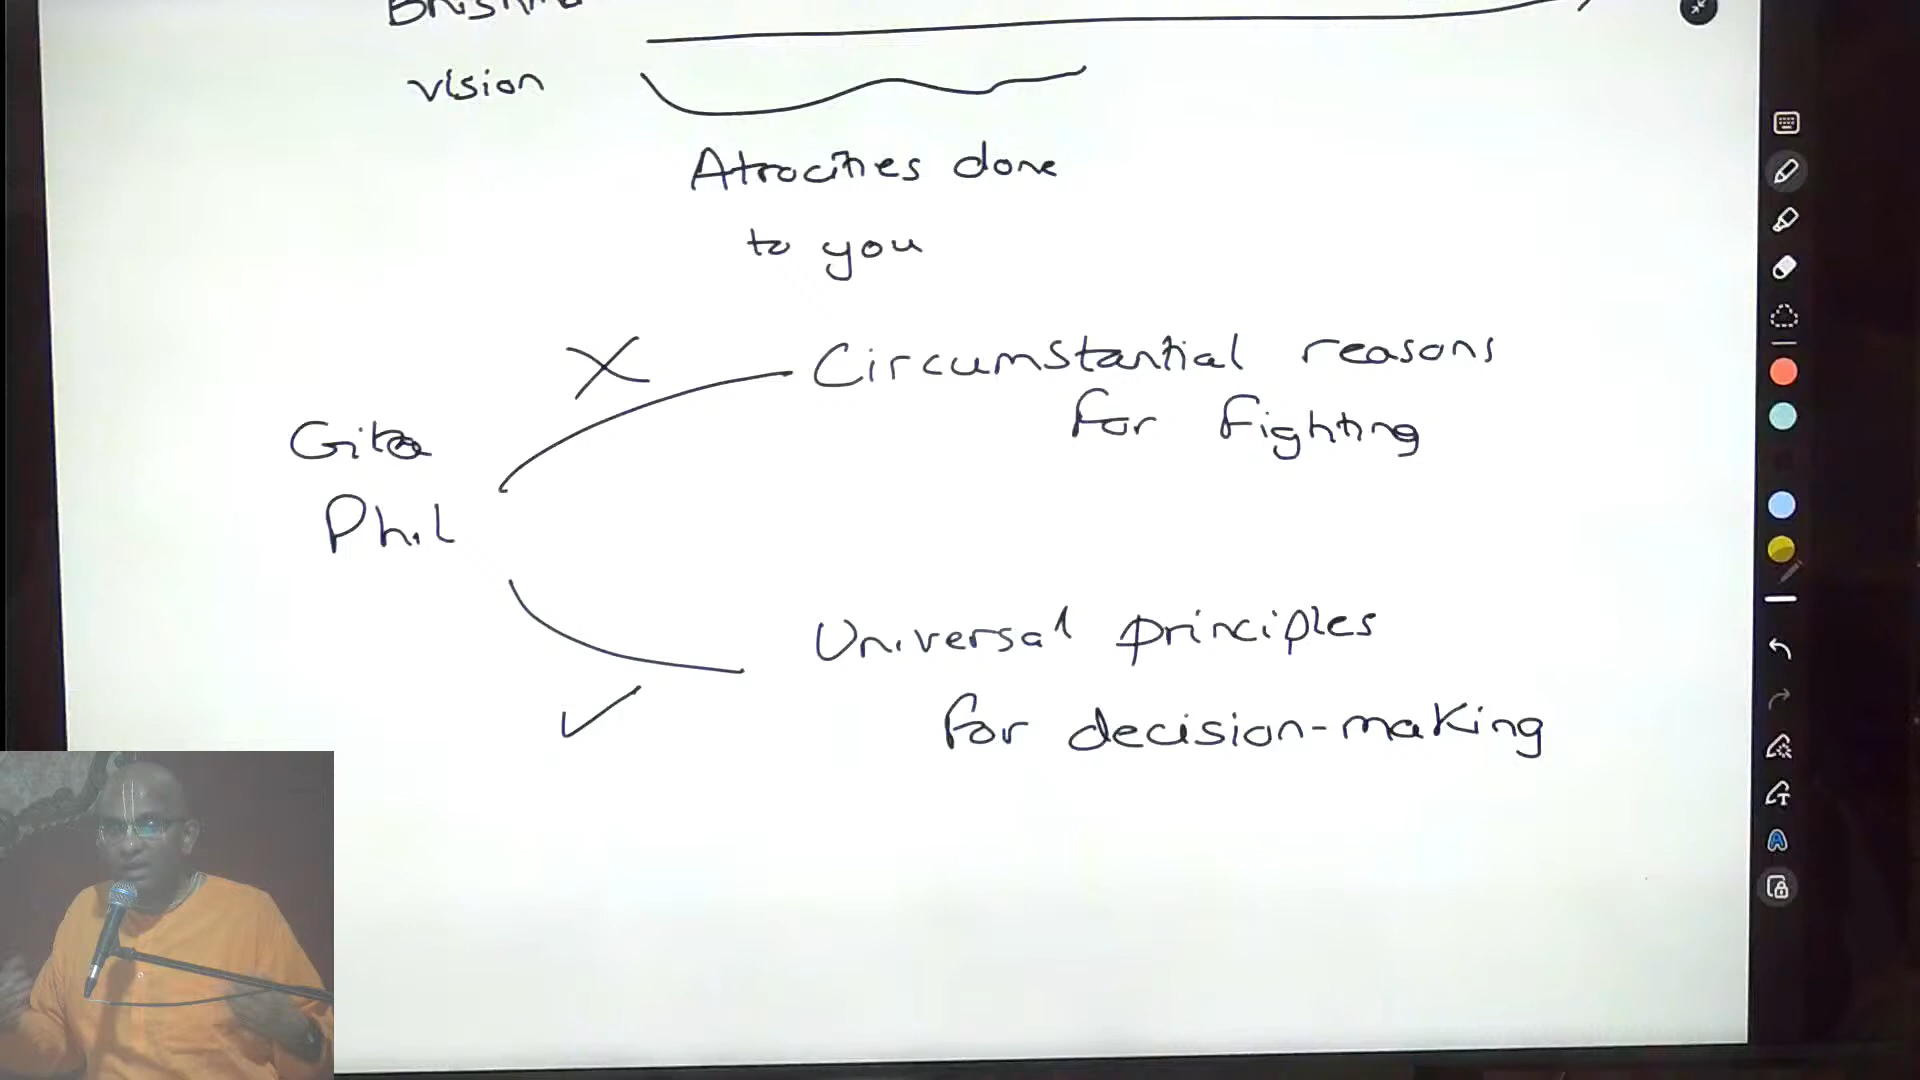 vision
Atrocities done
to you
X Circumstantial reasons
for fighting
Gita
Phil
Universal principles
for decision-making
A